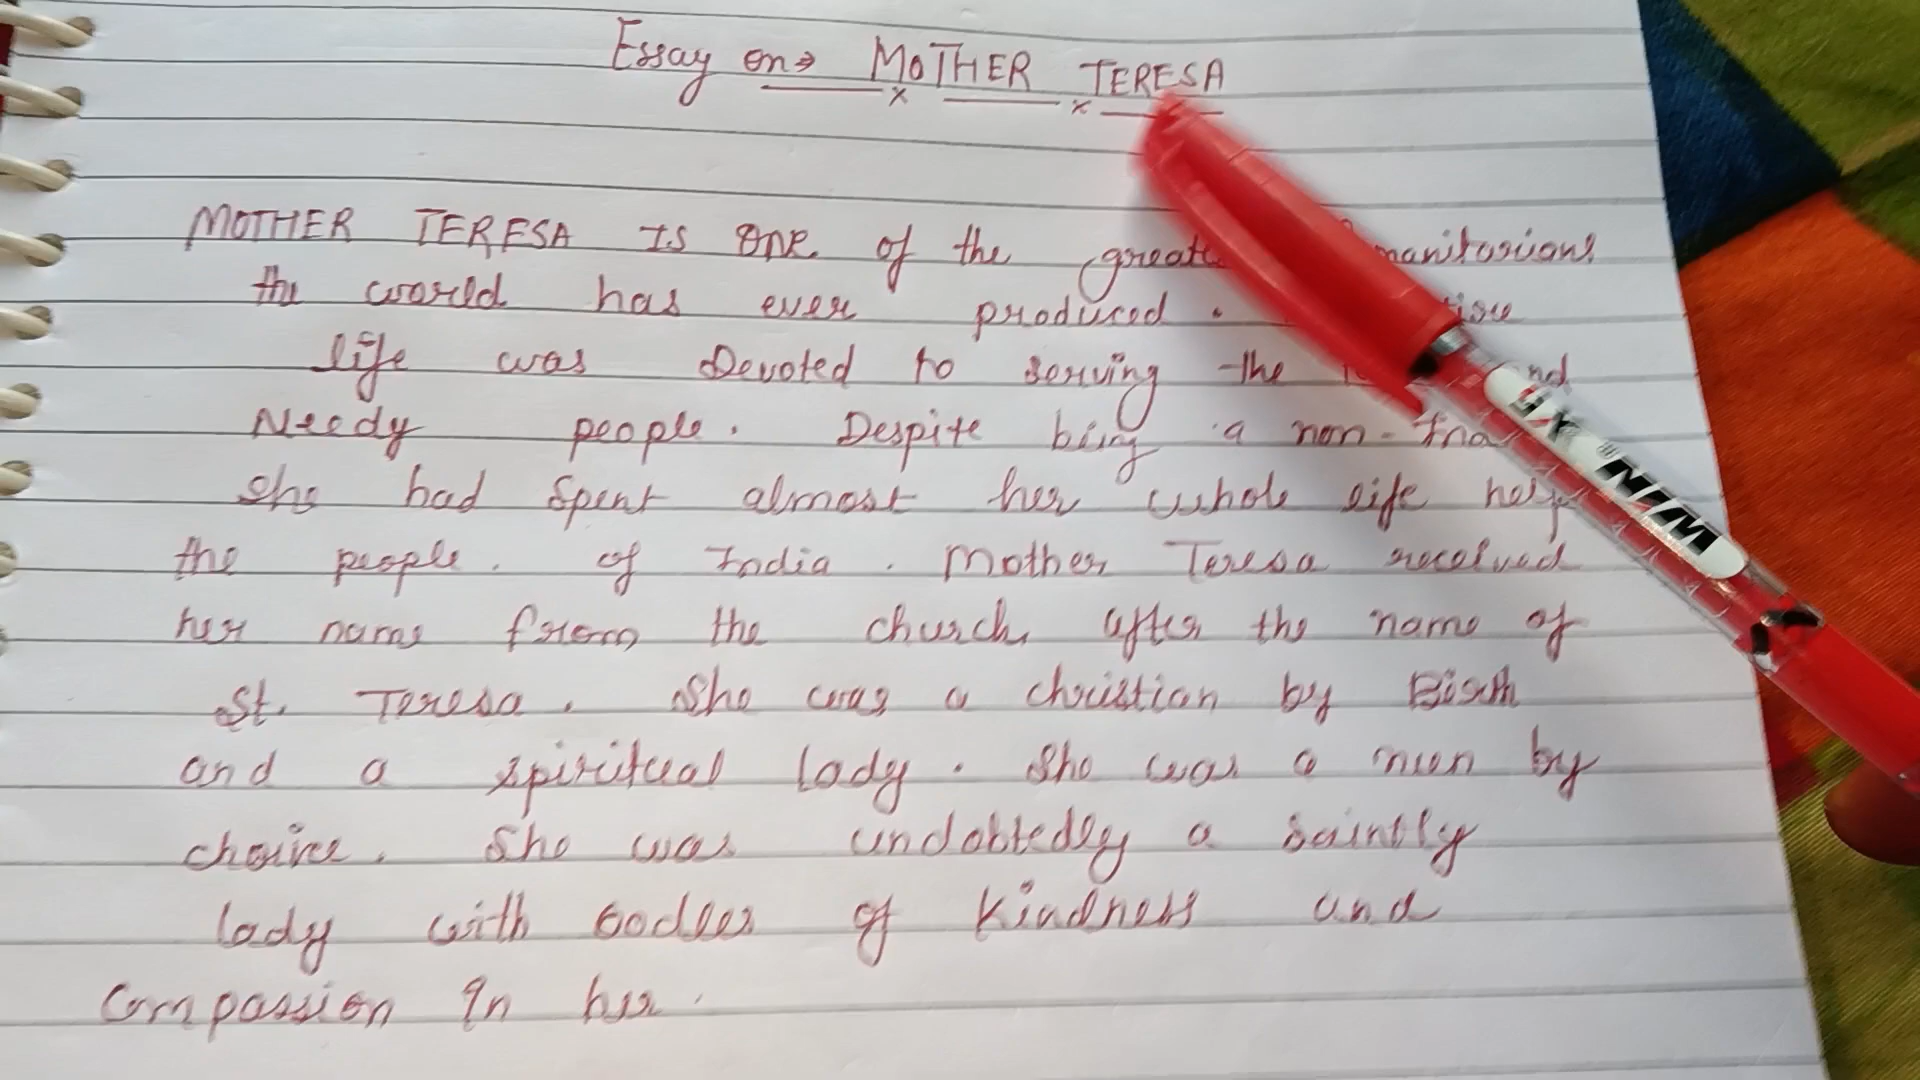 Essay on → MOTHER TERESA
MOTHER TERESA IS ONE of the
the world has ever produced.
life was Devoted to serving the
Needy people. Despite being a non-
she had spent almost her whole life
the people. of India. Mother Teresa received
her name from the church after the name of
St. Teresa. She was a christian by Birth
and a spiritual lady. She was a nun by
choice. She was undobtedly a saintly
lady with oodles of Kindness and
Compassion In her.
WIN